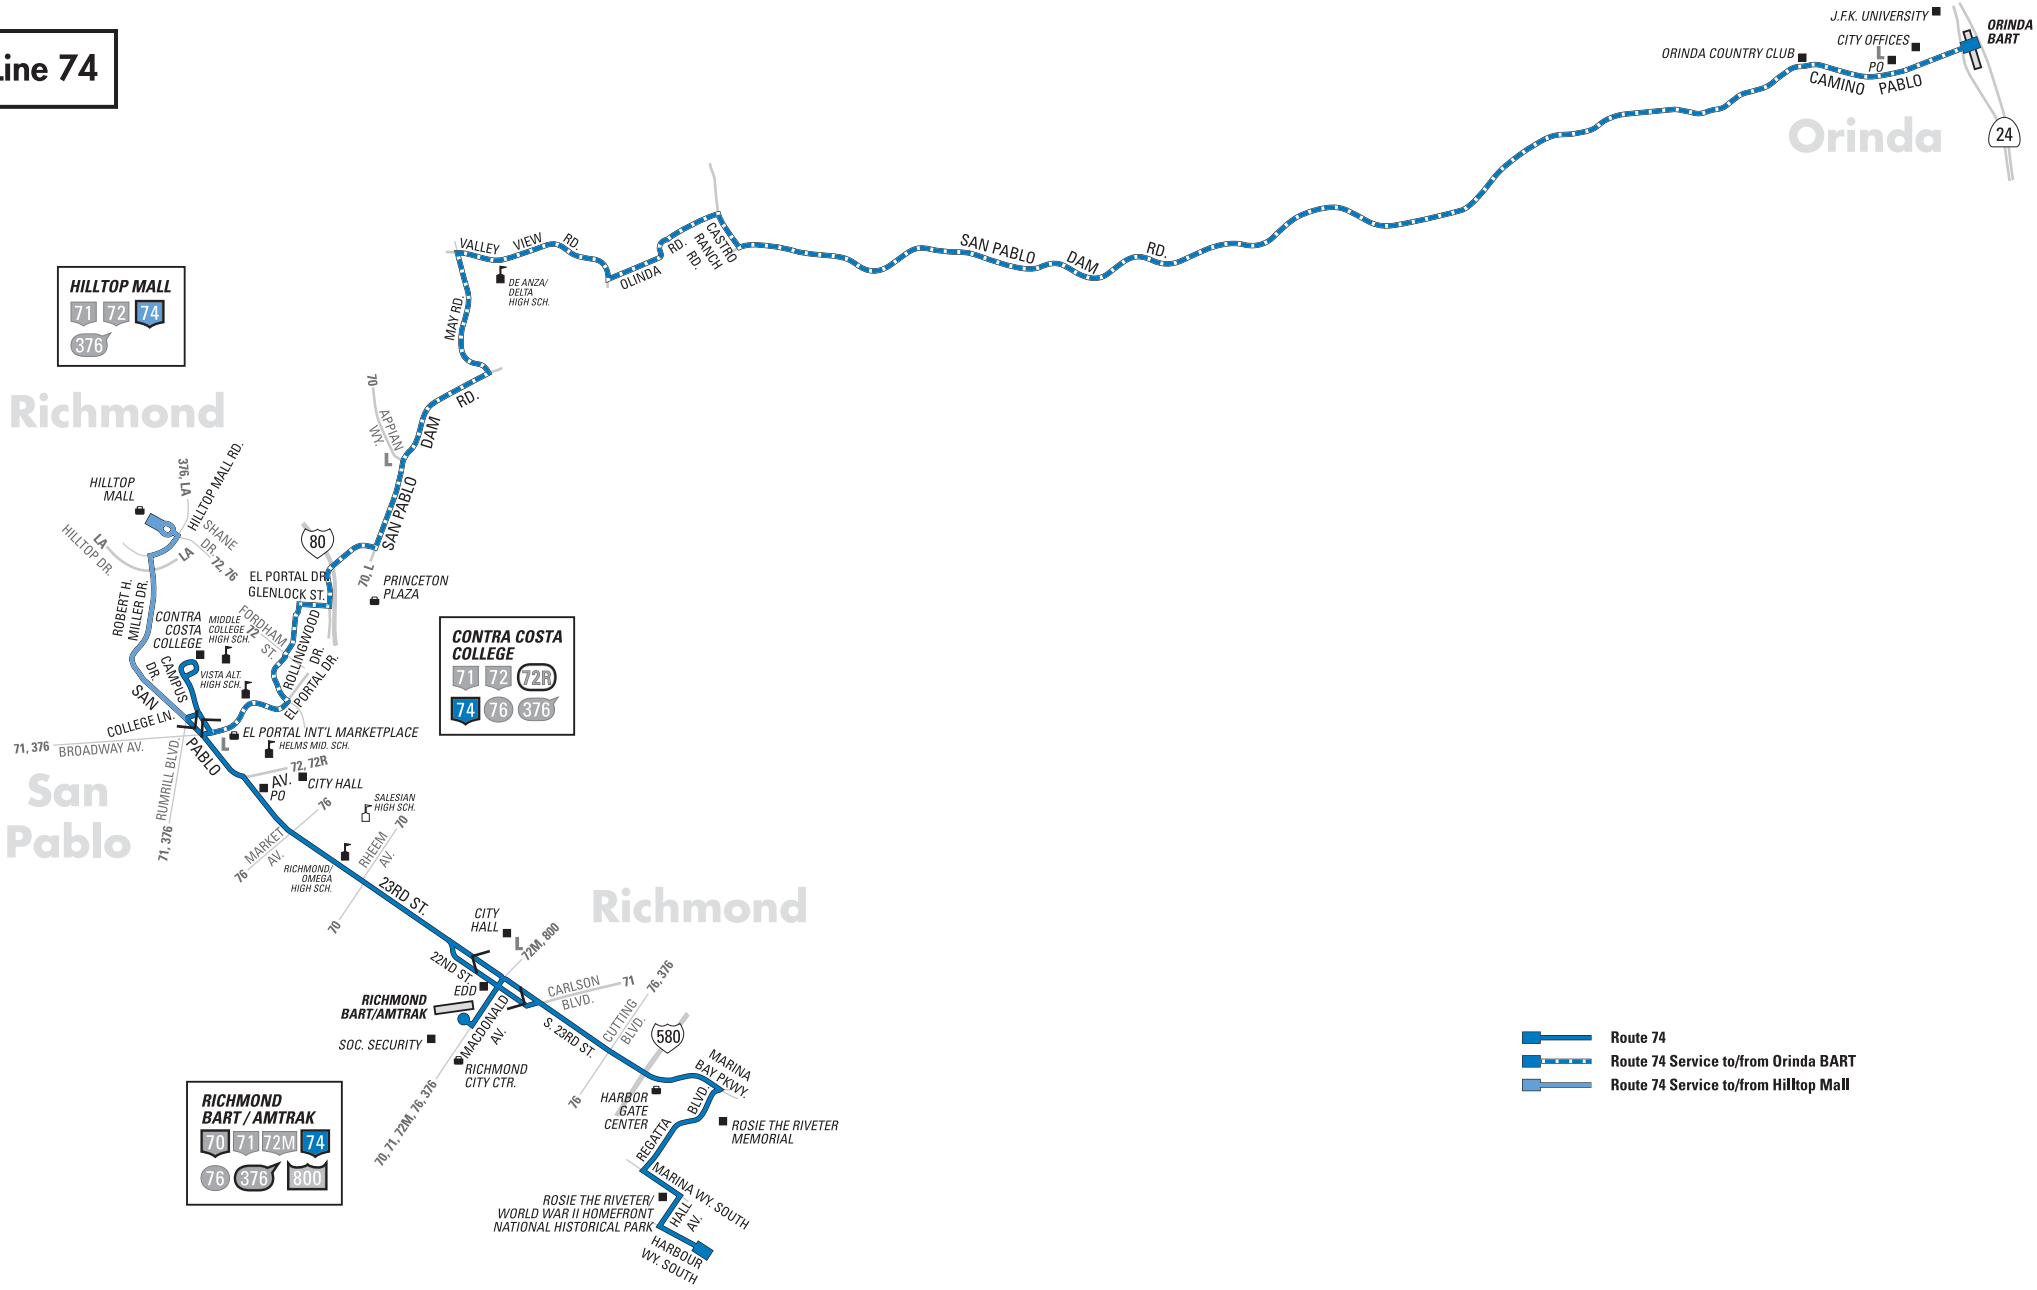 Line 74
J.F.K. UNIVERSITY
CITY OFFICES
ORINDA COUNTRY CLUB
L
PO
ORINDA
BART
CAMINO PABLO
Orinda
24
VALLEY VIEW RD.
DE ANZA/
DELTA
HIGH SCH.
OLINDA RD.
CASTRO
RANCH
RD.
SAN PABLO DAM RD.
MAY RD.
HILLTOP MALL
71 72 74
376
Richmond
70
APPIAN
WY.
L
SAN PABLO DAM RD.
HILLTOP
MALL
376, LA
HILLTOP MALL RD.
SHANE
DR.
72, 76
LA
HILLTOP DR.
LA
80
70, L
PRINCETON
PLAZA
EL PORTAL DR.
GLENLOCK ST.
ROBERT H.
MILLER DR.
CONTRA
COSTA
COLLEGE
MIDDLE
COLLEGE
HIGH SCH.
FORDHAM
ST.
72
ROLLINGWOOD
DR.
EL PORTAL DR.
VISTA ALT.
HIGH SCH.
CAMPUS
DR.
CONTRA COSTA
COLLEGE
71 72 72R
74 76 376
SAN PABLO AV.
COLLEGE LN.
71, 376
BROADWAY AV.
RUMRILL BLVD.
71, 376
L
EL PORTAL INT'L MARKETPLACE
HELMS MID. SCH.
72, 72R
CITY HALL
PO
San
Pablo
76
MARKET
AV.
76
SALESIAN
HIGH SCH.
70
RHEEM
AV.
70
RICHMOND/
OMEGA
HIGH SCH.
23RD ST.
Richmond
CITY
HALL
L
72M, 800
22ND ST.
EDD
CARLSON
BLVD.
71
76, 376
CUTTING
BLVD.
76
RICHMOND
BART/AMTRAK
MACDONALD
AV.
S. 23RD ST.
580
SOC. SECURITY
RICHMOND
CITY CTR.
70, 71, 72M, 76, 376
MARINA
BAY PKWY.
HARBOR
GATE
CENTER
REGATTA BLVD.
ROSIE THE RIVETER
MEMORIAL
RICHMOND
BART / AMTRAK
70 71 72M 74
76 376 800
MARINA WY. SOUTH
ROSIE THE RIVETER/
WORLD WAR II HOMEFRONT
NATIONAL HISTORICAL PARK
HALL
AV.
HARBOUR
WY. SOUTH
Route 74
Route 74 Service to/from Orinda BART
Route 74 Service to/from Hilltop Mall